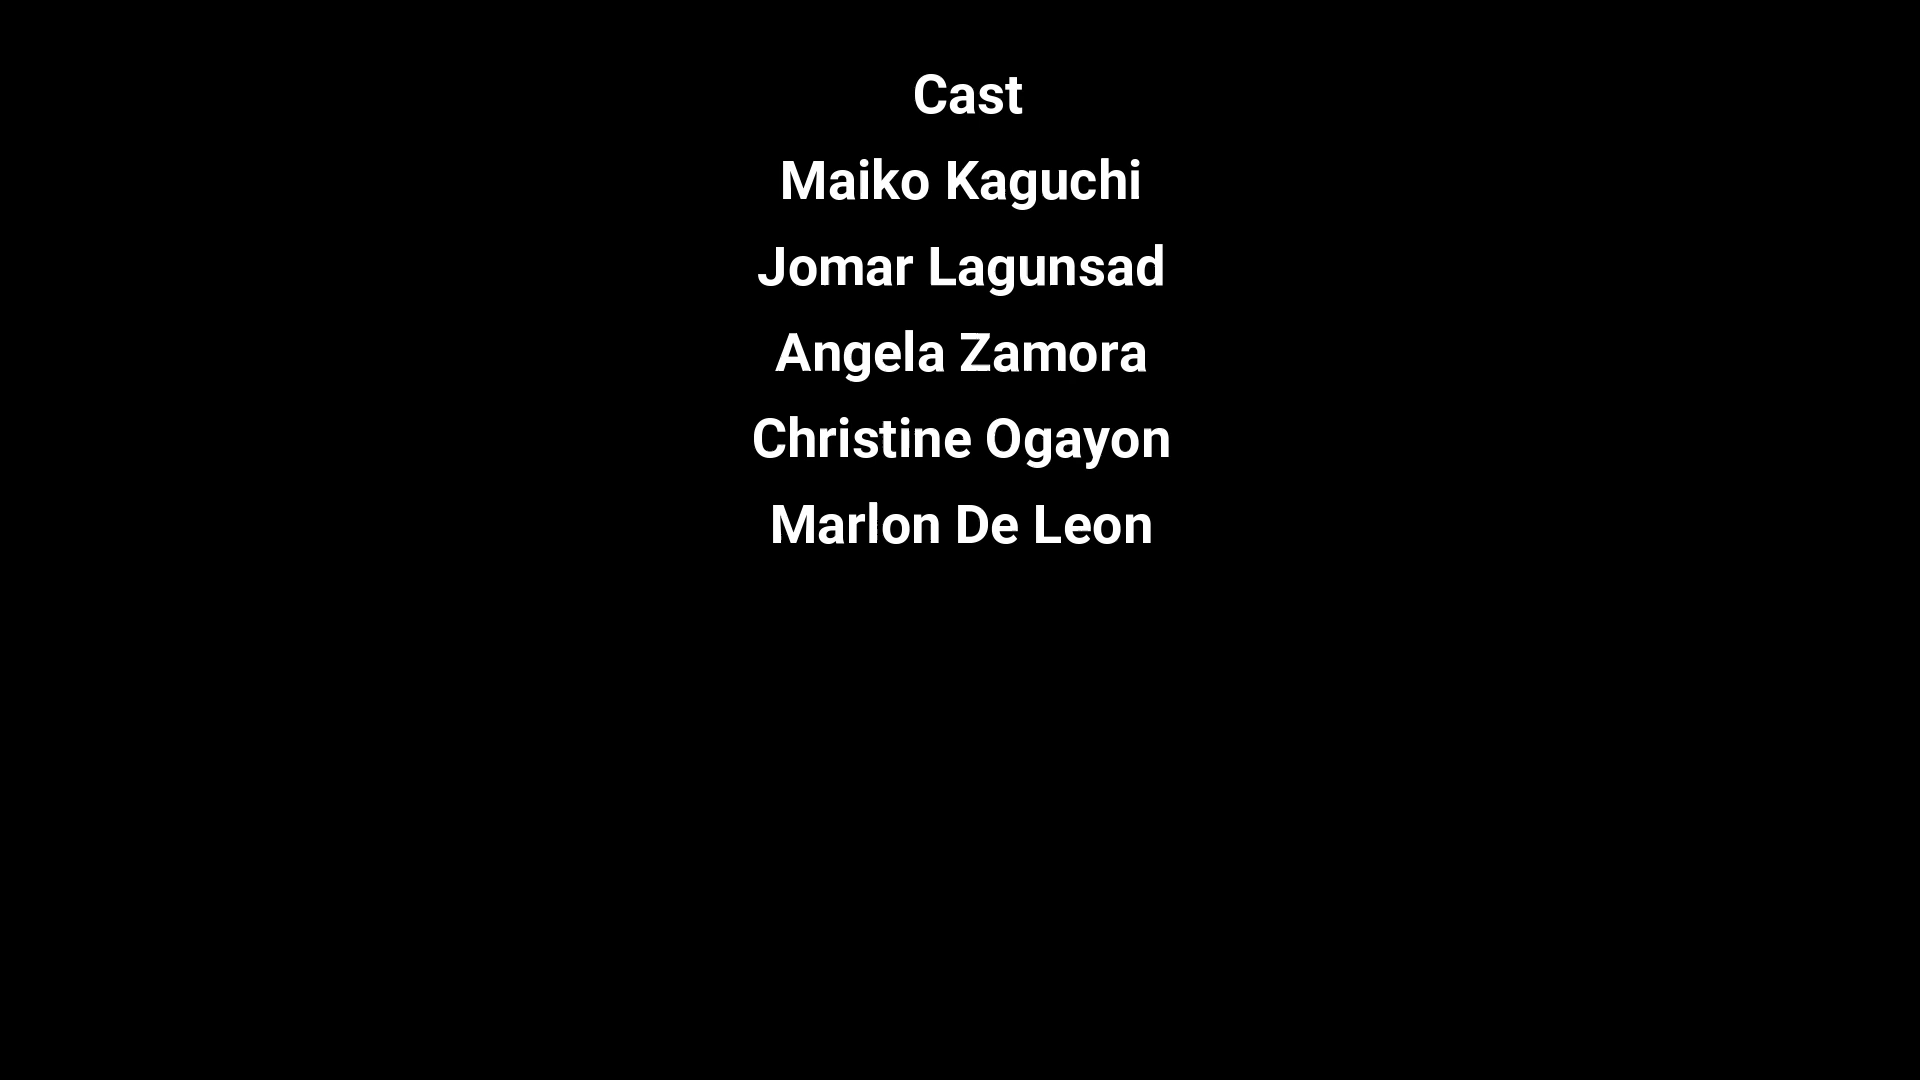 Cast
Maiko Kaguchi
Jomar Lagunsad
Angela Zamora
Christine Ogayon
Marlon De Leon